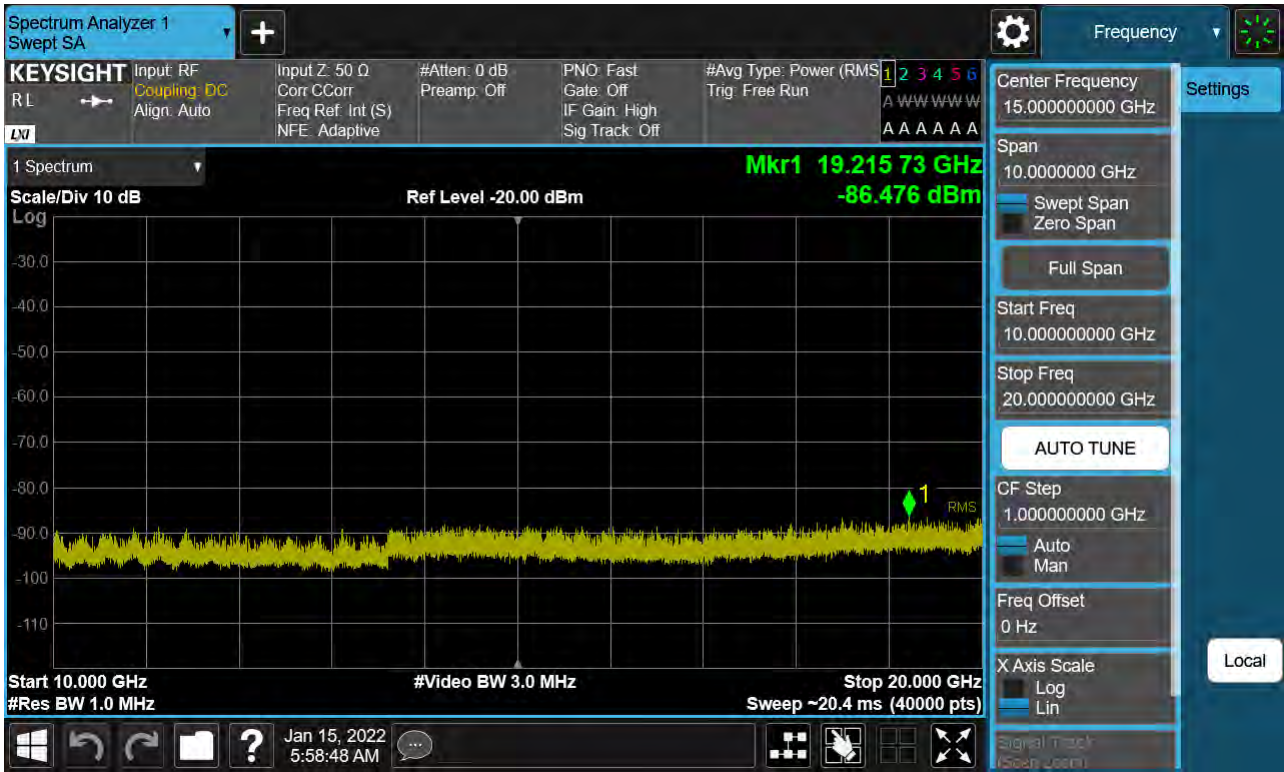 Spectrum Analyzer 1
Swept SA
+
Frequency
KEYSIGHT
RL
LXI
Input: RF
Coupling: DC
Align: Auto
Input Z: 50 Ω
Corr CCorr
Freq Ref: Int (S)
NFE: Adaptive
#Atten: 0 dB
Preamp: Off
PNO: Fast
Gate: Off
IF Gain: High
Sig Track: Off
#Avg Type: Power (RMS
Trig: Free Run
1 2 3 4 5 6
A W W W W W
A A A A A A
1 Spectrum
Scale/Div 10 dB
Log
Ref Level -20.00 dBm
Mkr1 19.215 73 GHz
-86.476 dBm
-30.0
-40.0
-50.0
-60.0
-70.0
-80.0
-90.0
-100
-110
1
RMS
Start 10.000 GHz
#Res BW 1.0 MHz
#Video BW 3.0 MHz
Stop 20.000 GHz
Sweep ~20.4 ms (40000 pts)
Center Frequency
15.000000000 GHz
Span
10.0000000 GHz
Swept Span
Zero Span
Full Span
Start Freq
10.000000000 GHz
Stop Freq
20.000000000 GHz
AUTO TUNE
CF Step
1.000000000 GHz
Auto
Man
Freq Offset
0 Hz
X Axis Scale
Log
Lin
Signal Track
(Span Zoom)
Settings
Local
?
Jan 15, 2022
5:58:48 AM